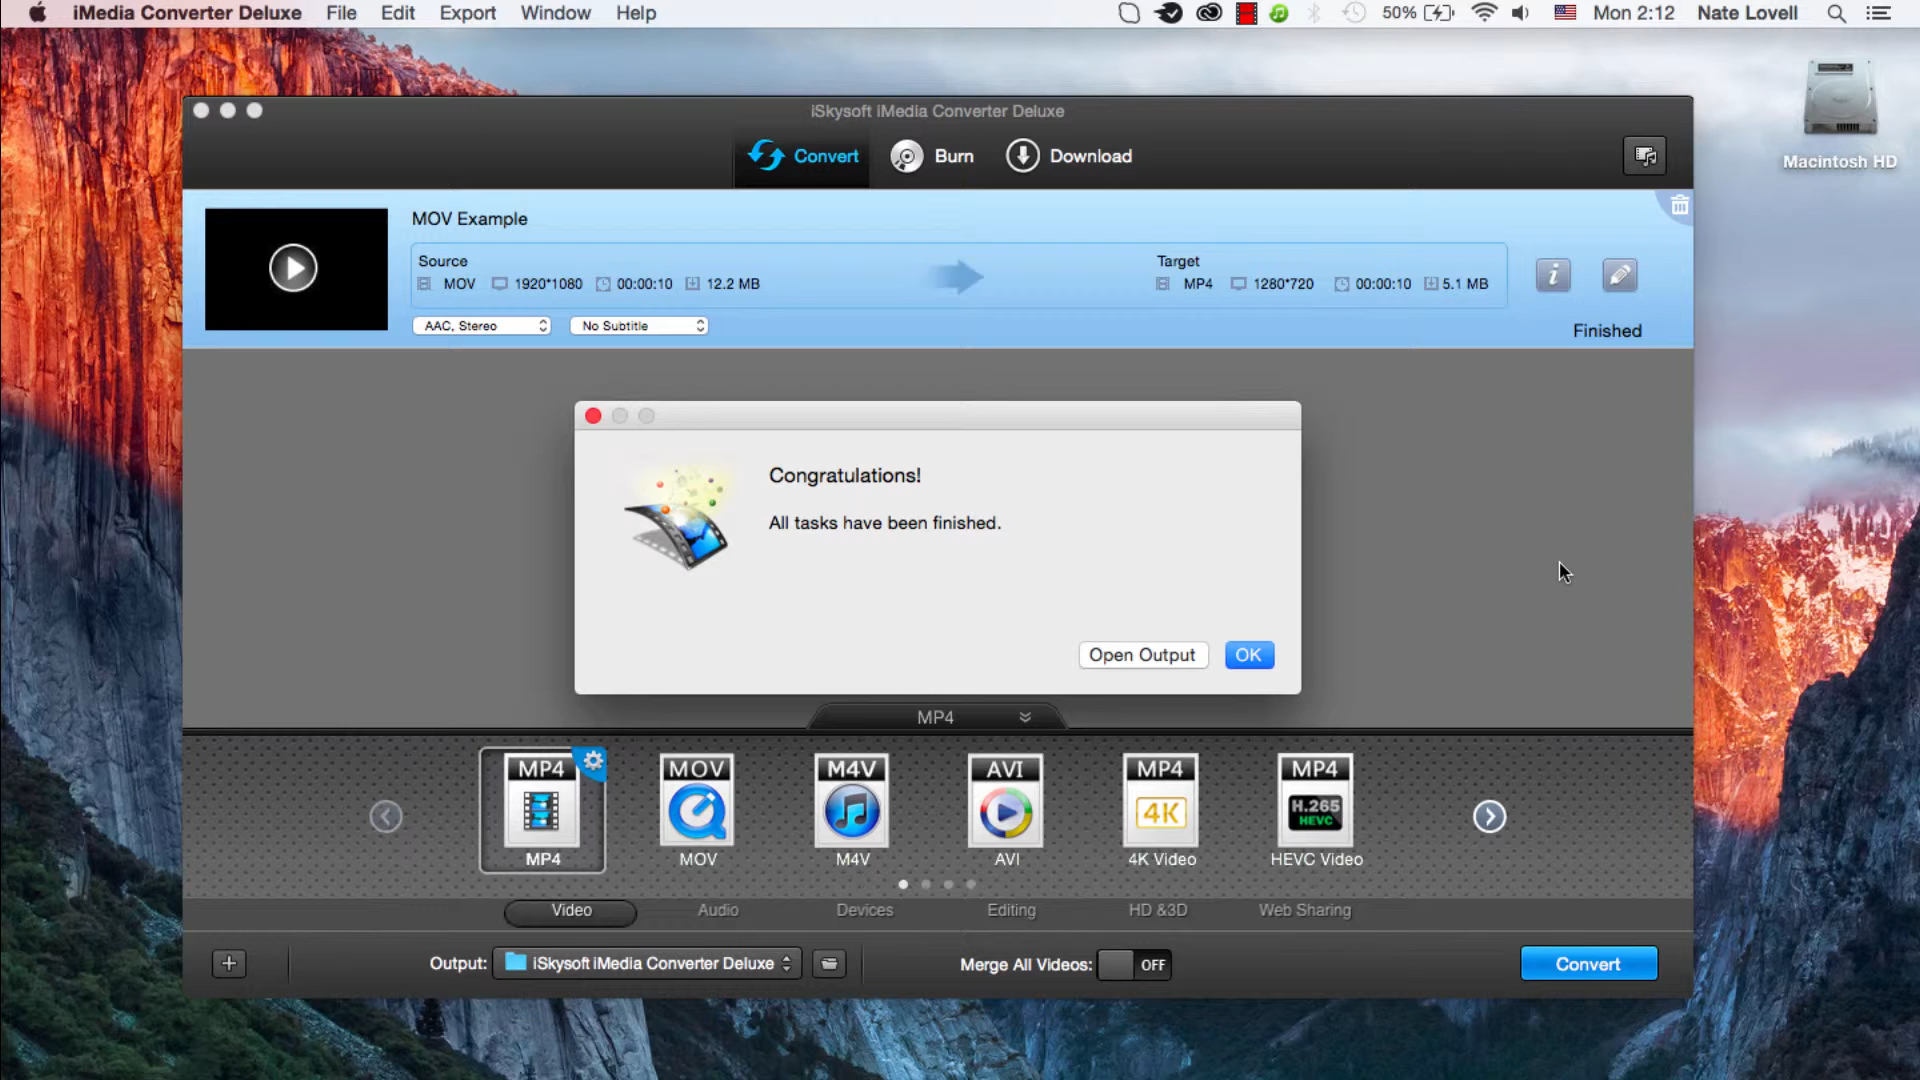 iMedia Converter Deluxe File Edit Export Window Help 50% Mon 2:12 Nate Lovell
Macintosh HD
iSkysoft iMedia Converter Deluxe
Convert Burn Download
MOV Example
Source Target
MOV 1920*1080 00:00:10 12.2 MB MP4 1280*720 00:00:10 5.1 MB
AAC, Stereo No Subtitle Finished
Congratulations!
All tasks have been finished.
Open Output OK
MP4
MP4 MOV M4V AVI MP4 MP4
4K H.265
HEVC
MP4 MOV M4V AVI 4K Video HEVC Video
Video Audio Devices Editing HD &3D Web Sharing
Output: iSkysoft iMedia Converter Deluxe Merge All Videos: OFF Convert